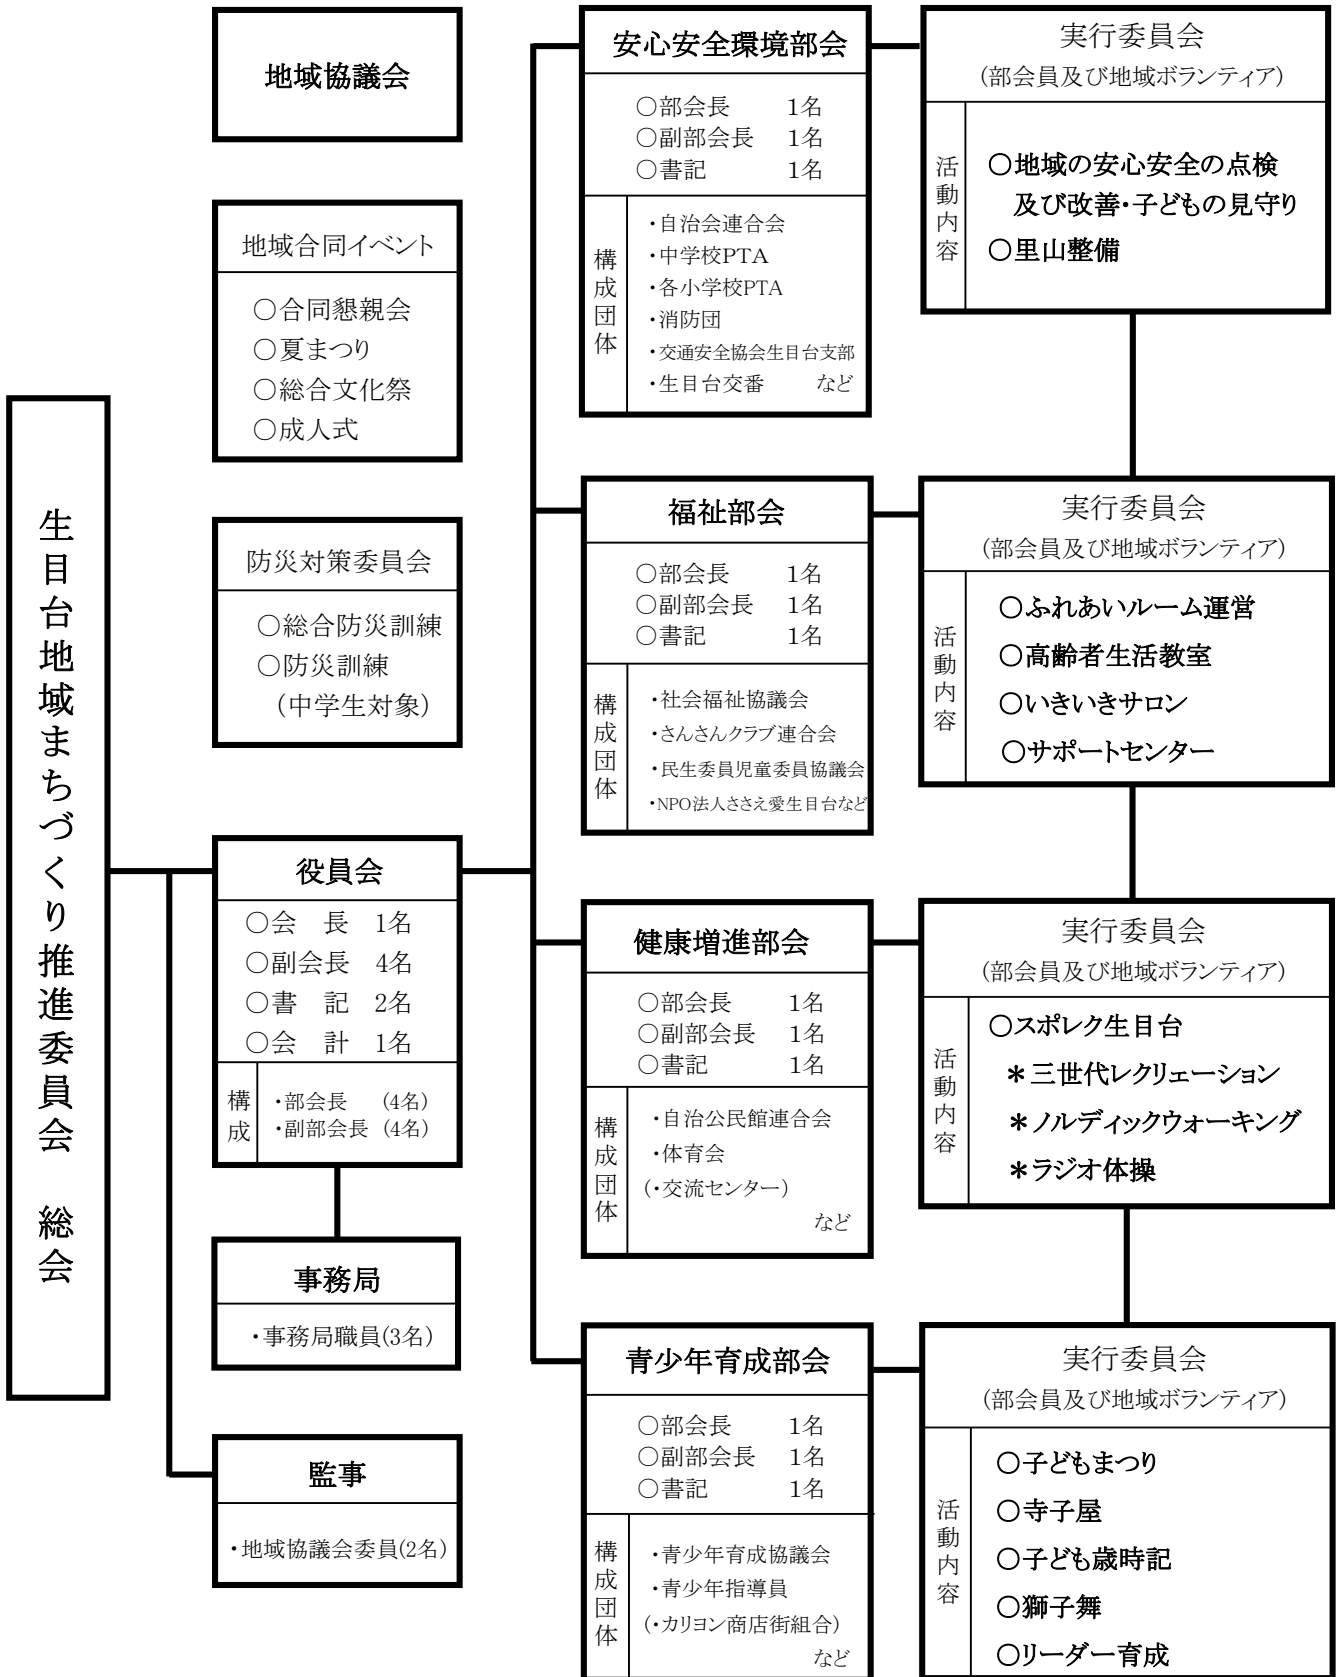 生目台地域まちづくり推進委員会　総会
地域協議会
地域合同イベント
○合同懇親会
○夏まつり
○総合文化祭
○成人式
防災対策委員会
○総合防災訓練
○防災訓練
（中学生対象）
役員会
○会　長　1名
○副会長　4名
○書　記　2名
○会　計　1名
構成
・部会長　(4名)
・副部会長　(4名)
事務局
・事務局職員(3名)
監事
・地域協議会委員(2名)
安心安全環境部会
○部会長　1名
○副部会長　1名
○書記　1名
構成団体
・自治会連合会
・中学校PTA
・各小学校PTA
・消防団
・交通安全協会生目台支部
・生目台交番　など
実行委員会
(部会員及び地域ボランティア)
活動内容
○地域の安心安全の点検
及び改善・子どもの見守り
○里山整備
福祉部会
○部会長　1名
○副部会長　1名
○書記　1名
構成団体
・社会福祉協議会
・さんさんクラブ連合会
・民生委員児童委員協議会
・NPO法人ささえ愛生目台など
実行委員会
(部会員及び地域ボランティア)
活動内容
○ふれあいルーム運営
○高齢者生活教室
○いきいきサロン
○サポートセンター
健康増進部会
○部会長　1名
○副部会長　1名
○書記　1名
構成団体
・自治公民館連合会
・体育会
(・交流センター)
など
実行委員会
(部会員及び地域ボランティア)
活動内容
○スポレク生目台
＊三世代レクリェーション
＊ノルディックウォーキング
＊ラジオ体操
青少年育成部会
○部会長　1名
○副部会長　1名
○書記　1名
構成団体
・青少年育成協議会
・青少年指導員
(・カリヨン商店街組合)
など
実行委員会
(部会員及び地域ボランティア)
活動内容
○子どもまつり
○寺子屋
○子ども歳時記
○獅子舞
○リーダー育成